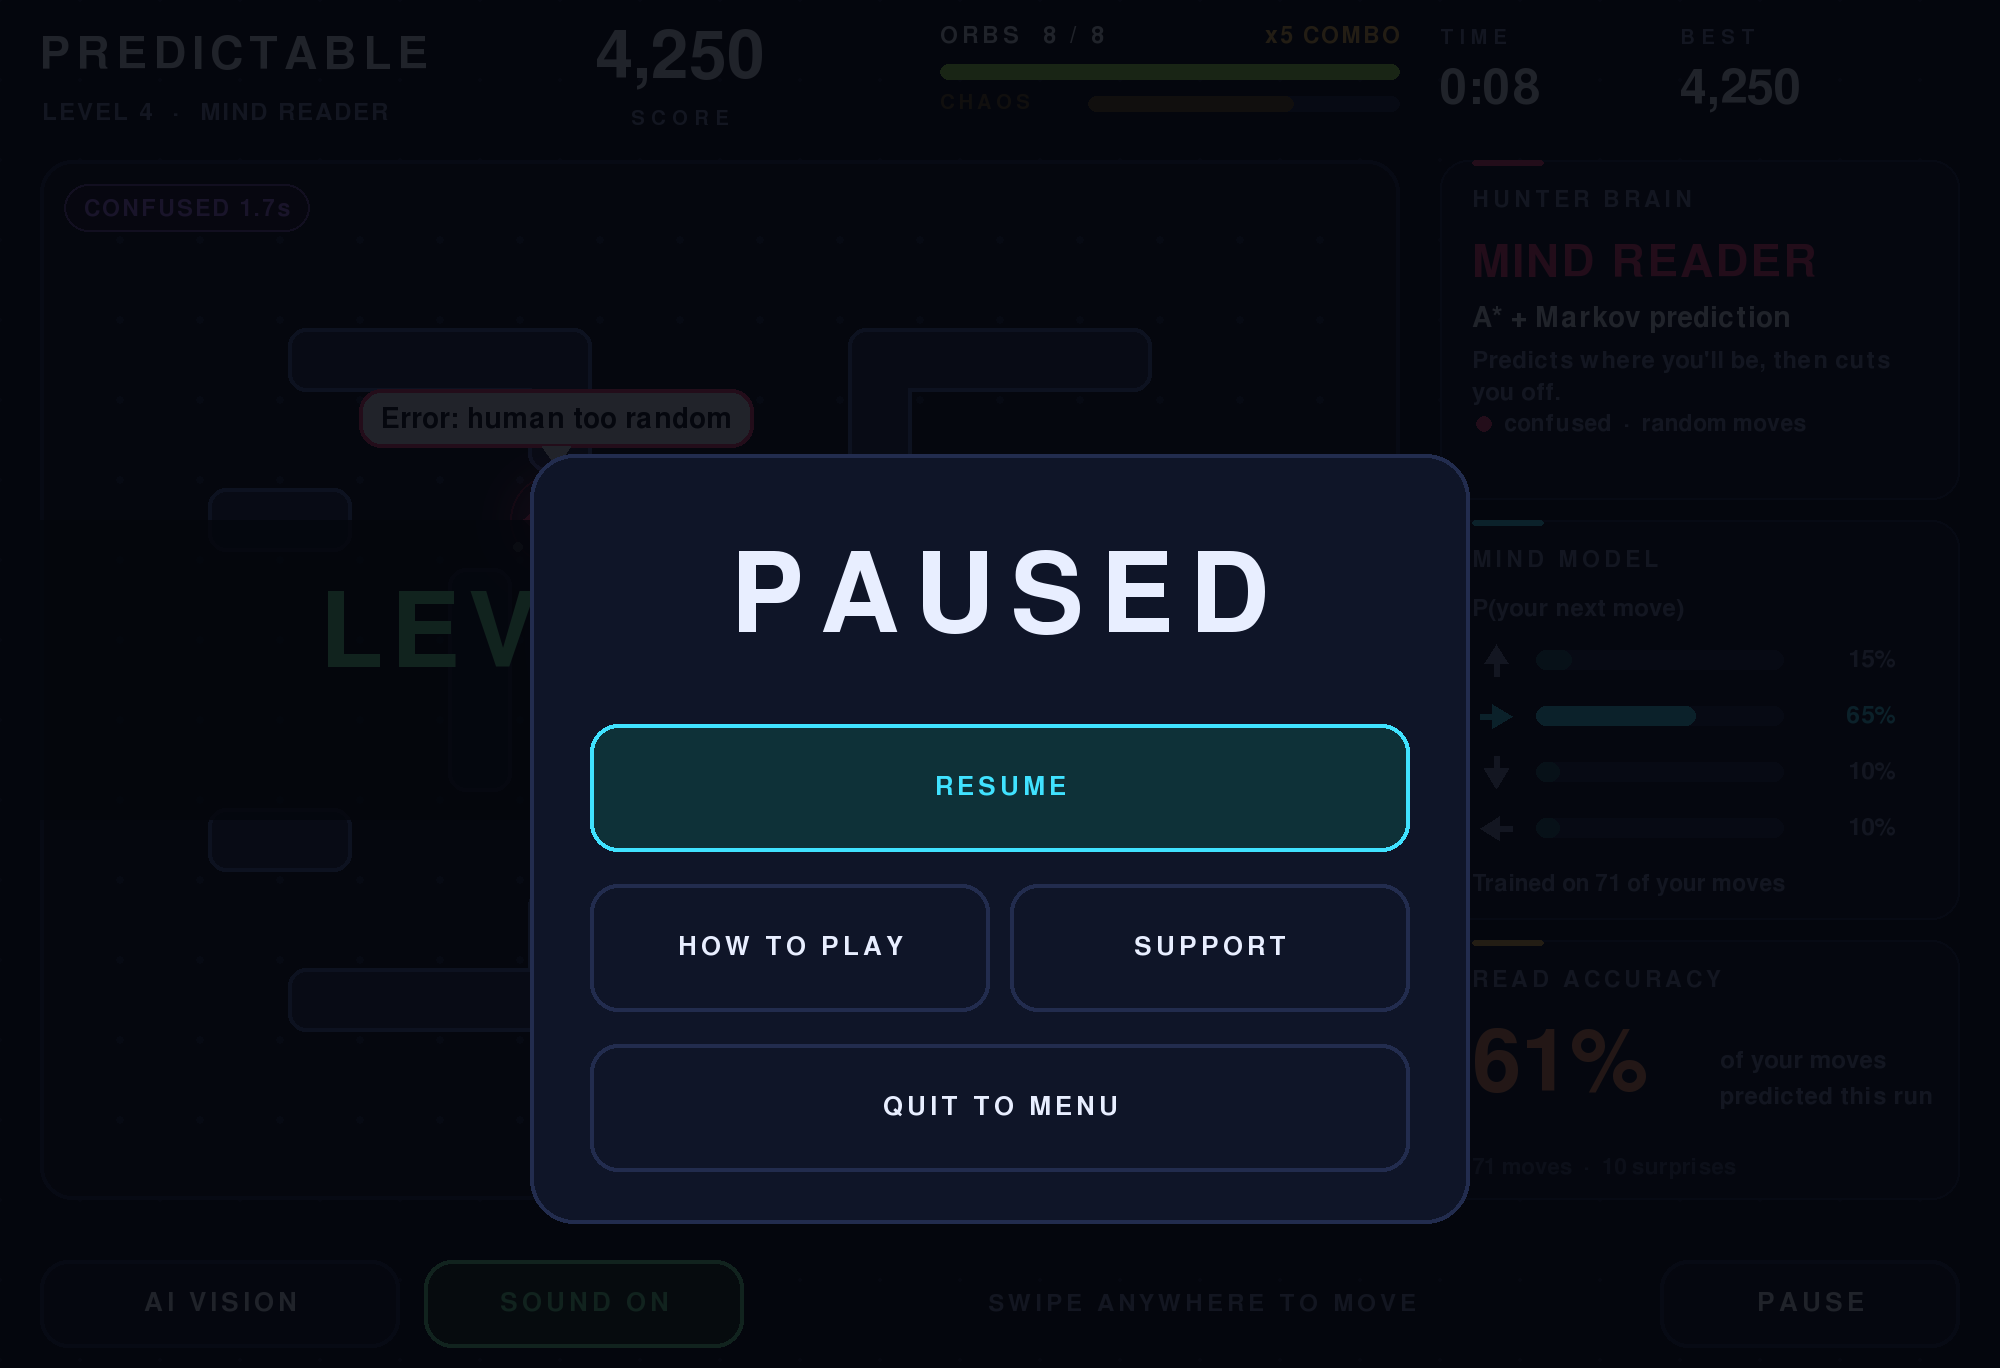 PREDICTABLE
LEVEL 4 · MIND READER
4,250
SCORE
ORBS 8 / 8
x5 COMBO
CHAOS
TIME
0:08
BEST
4,250
CONFUSED 1.7s
Error: human too random
LEV
PAUSED
RESUME
HOW TO PLAY
SUPPORT
QUIT TO MENU
HUNTER BRAIN
MIND READER
A* + Markov prediction
Predicts where you'll be, then cuts
you off.
confused · random moves
MIND MODEL
P(your next move)
15%
65%
10%
10%
Trained on 71 of your moves
READ ACCURACY
61%
of your moves
predicted this run
71 moves · 10 surprises
AI VISION
SOUND ON
SWIPE ANYWHERE TO MOVE
PAUSE